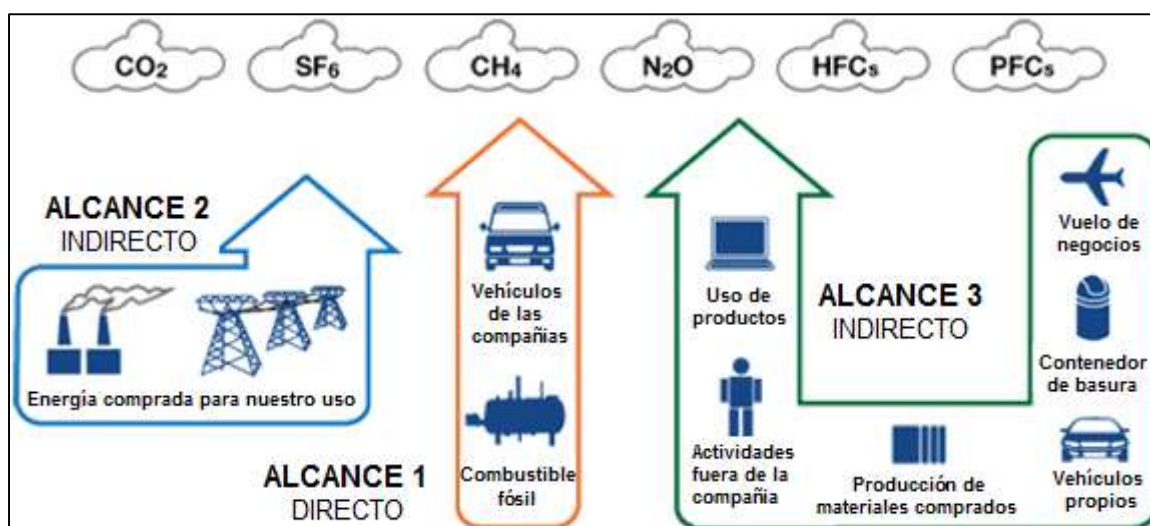 CO2
SF6
CH4
N2O
HFCs
PFCs
ALCANCE 2
INDIRECTO
Energía comprada para nuestro uso
ALCANCE 1
DIRECTO
Vehículos
de las
compañias
Combustible
fósil
Uso de
productos
Actividades
fuera de la
compañia
ALCANCE 3
INDIRECTO
Producción de
materiales comprados
Vuelo de
negocios
Contenedor
de basura
Vehículos
propios